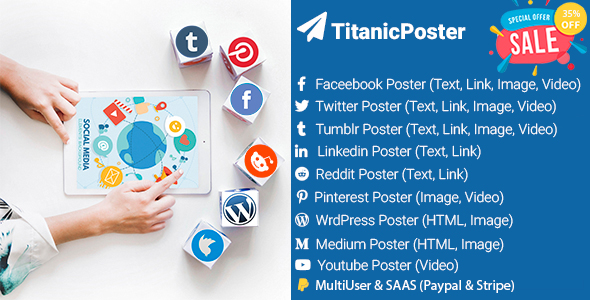 SOCIAL MEDIA
TitanicPoster
SPECIAL OFFER
35%
OFF
SALE
Faceebook Poster (Text, Link, Image, Video)
Twitter Poster (Text, Link, Image, Video)
Tumblr Poster (Text, Link, Image, Video)
Linkedin Poster (Text, Link)
Reddit Poster (Text, Link)
Pinterest Poster (Image, Video)
WrdPress Poster (HTML, Image)
Medium Poster (HTML, Image)
Youtube Poster (Video)
MultiUser & SAAS (Paypal & Stripe)